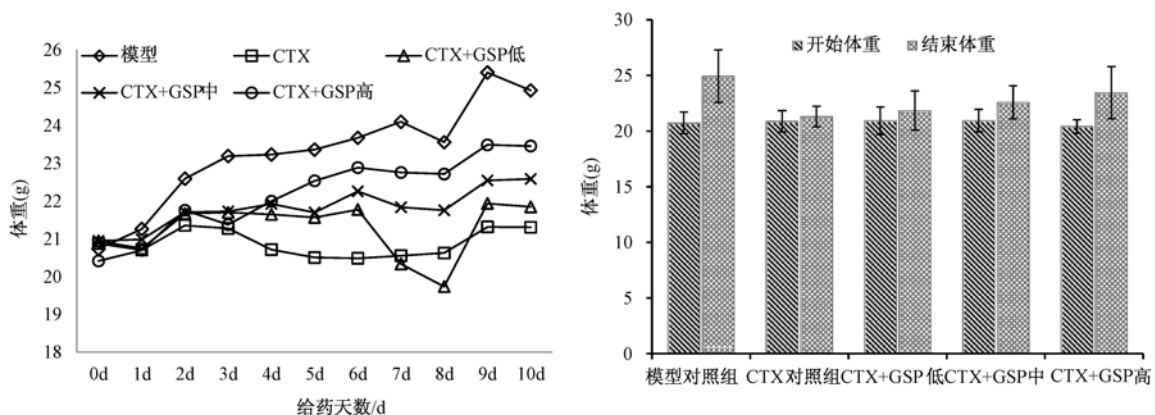 模型
CTX
CTX+GSP低
CTX+GSP中
CTX+GSP高
26
25
24
23
22
21
20
19
18
体重(g)
0d 1d 2d 3d 4d 5d 6d 7d 8d 9d 10d
给药天数/d
开始体重 结束体重
30
25
20
15
10
5
0
体重(g)
模型对照组 CTX对照组 CTX+GSP低 CTX+GSP中 CTX+GSP高